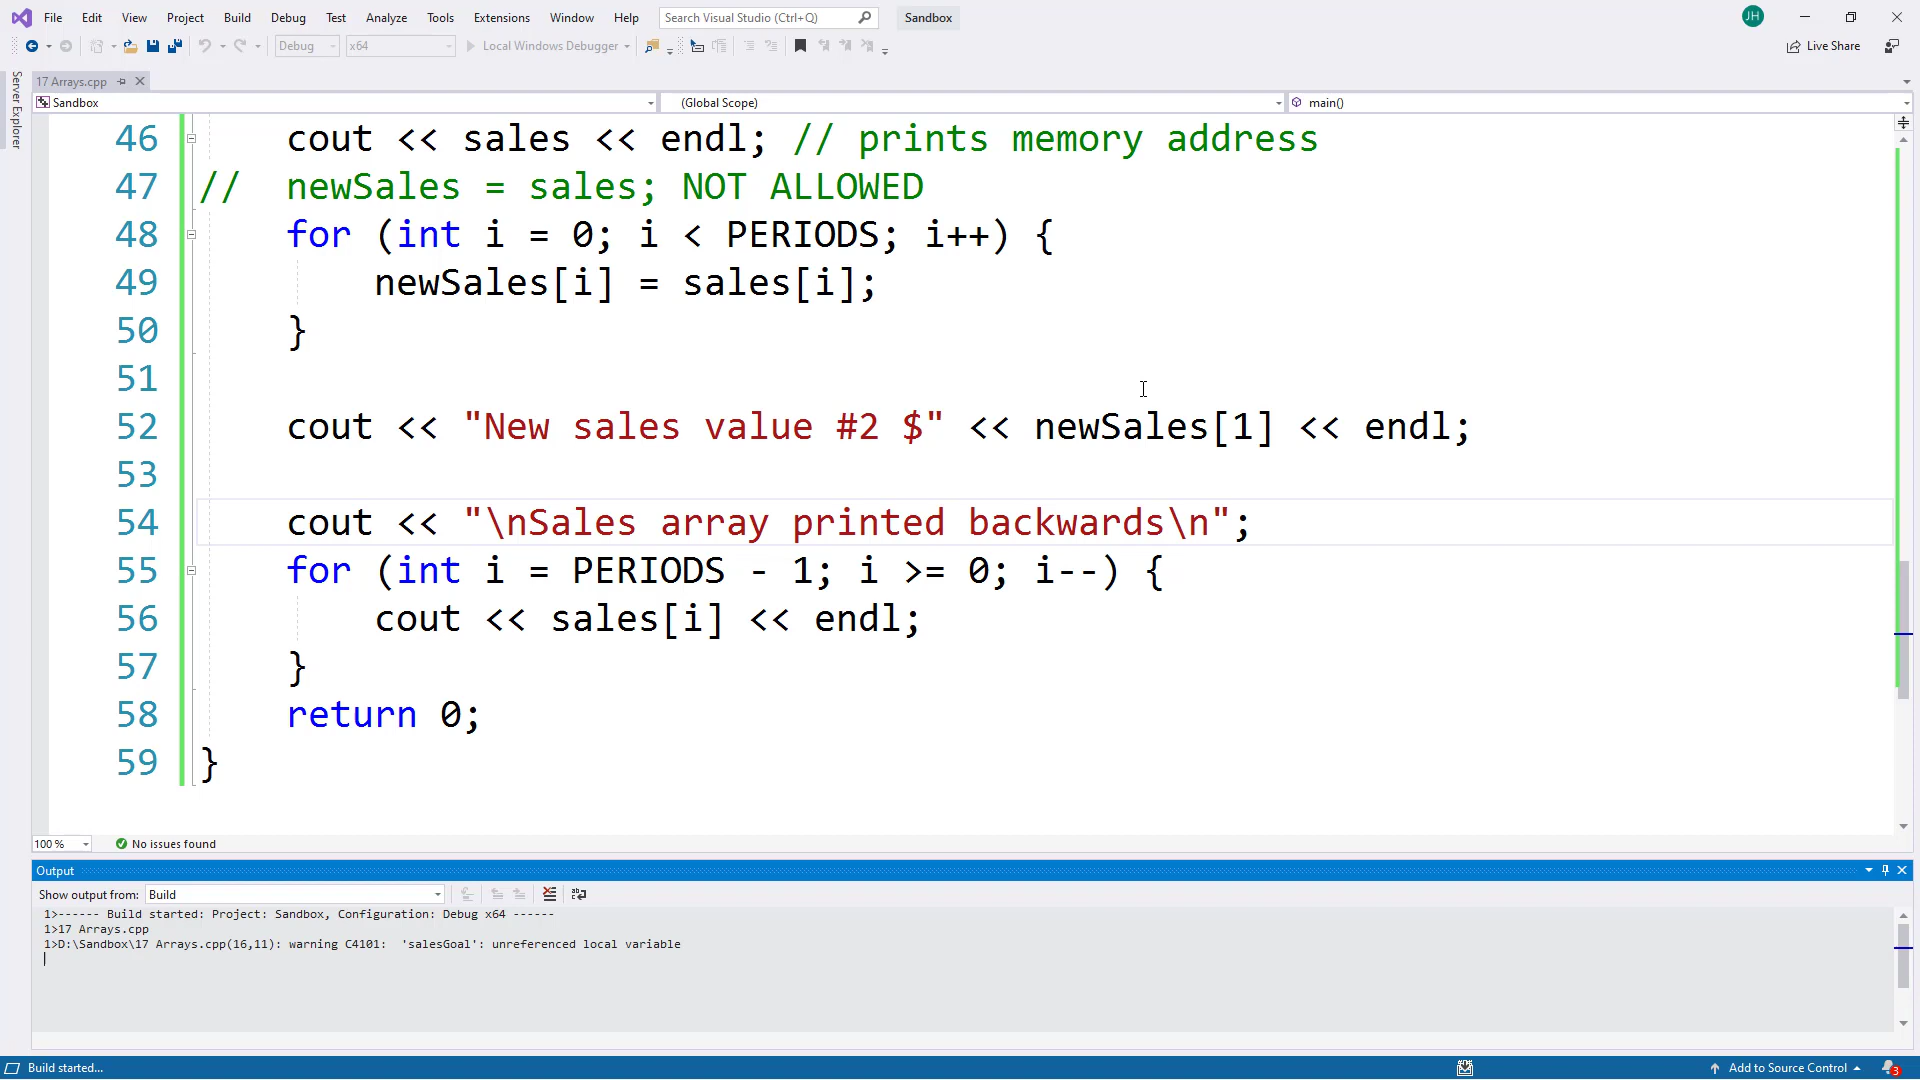 File Edit View Project Build Debug Test Analyze Tools Extensions Window Help Search Visual Studio (Ctrl+Q) Sandbox JH
Debug x64 Local Windows Debugger Live Share
Server Explorer
17 Arrays.cpp
Sandbox (Global Scope) main()
46 cout << sales << endl; // prints memory address
47 // newSales = sales; NOT ALLOWED
48 for (int i = 0; i < PERIODS; i++) {
49 newSales[i] = sales[i];
50 }
51
52 cout << "New sales value #2 $" << newSales[1] << endl;
53
54 cout << "\nSales array printed backwards\n";
55 for (int i = PERIODS - 1; i >= 0; i--) {
56 cout << sales[i] << endl;
57 }
58 return 0;
59 }
100 % No issues found
Output
Show output from: Build
1>------ Build started: Project: Sandbox, Configuration: Debug x64 ------
1>17 Arrays.cpp
1>D:\Sandbox\17 Arrays.cpp(16,11): warning C4101: 'salesGoal': unreferenced local variable
Build started... Add to Source Control 3